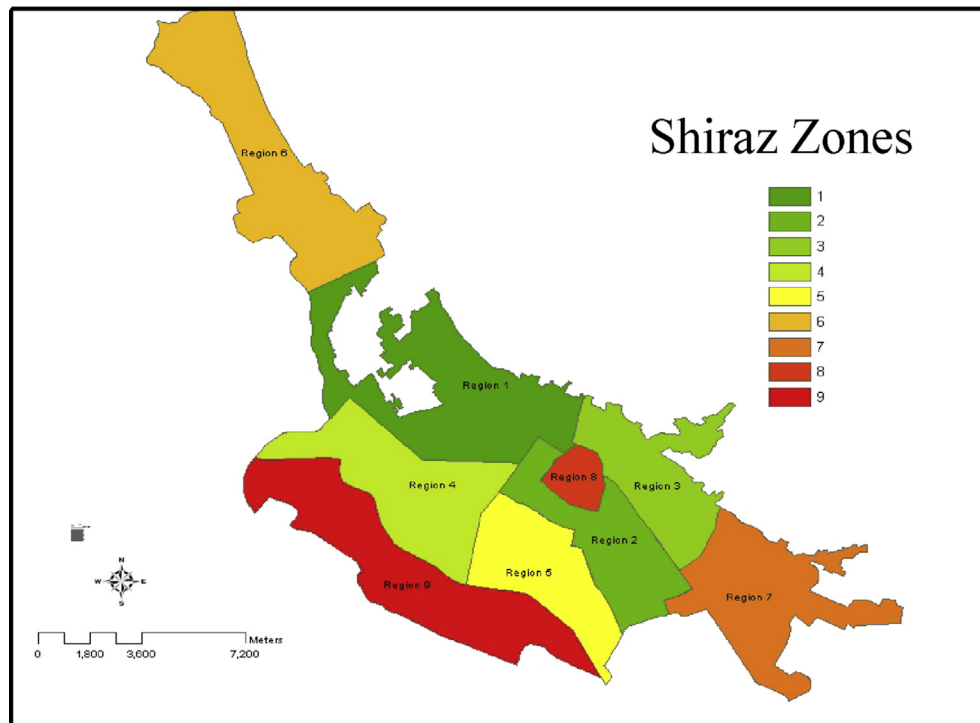 Shiraz Zones
1
2
3
4
5
6
7
8
9
Region 6
Region 1
Region 8
Region 3
Region 4
Region 2
Region 5
Region 9
Region 7
N
W E
S
Meters
0 1,800 3,600 7,200